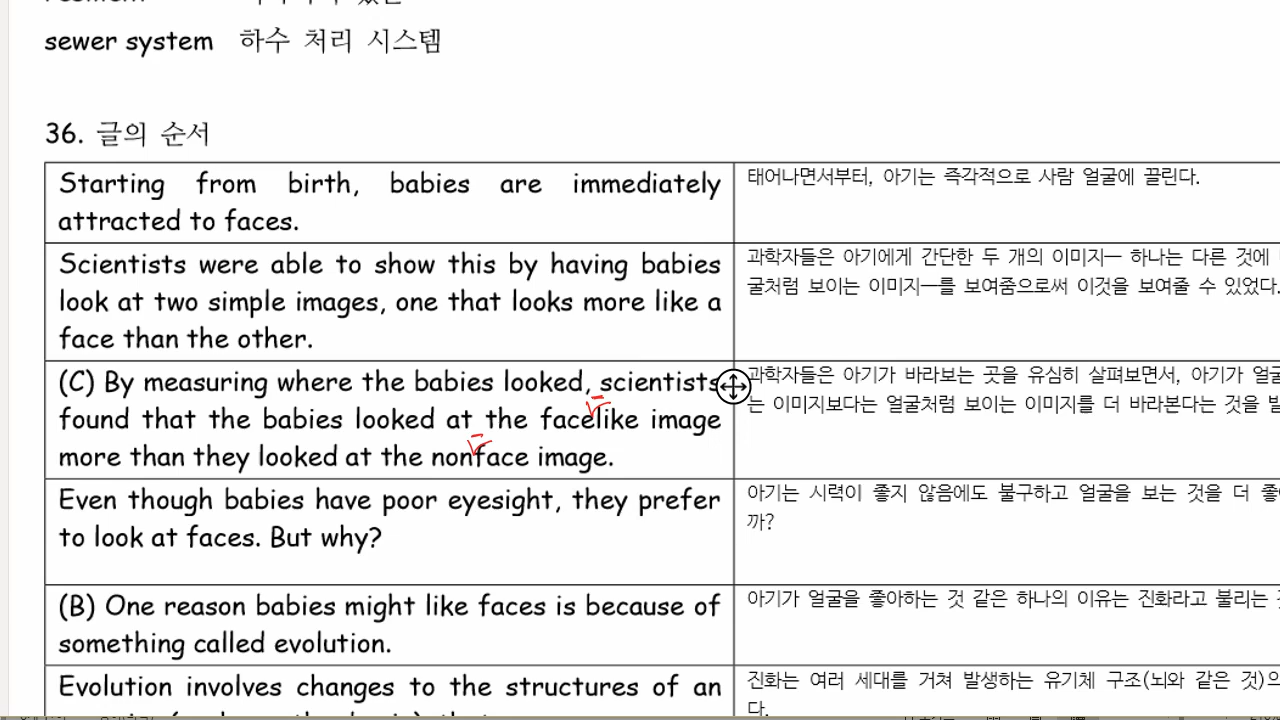 sewer system 하수 처리 시스템
36. 글의 순서
Starting from birth, babies are immediately
attracted to faces.
태어나면서부터, 아기는 즉각적으로 사람 얼굴에 끌린다.
Scientists were able to show this by having babies
look at two simple images, one that looks more like a
face than the other.
과학자들은 아기에게 간단한 두 개의 이미지— 하나는 다른 것에
굴처럼 보이는 이미지—를 보여줌으로써 이것을 보여줄 수 있었다.
(C) By measuring where the babies looked, scientists
found that the babies looked at the facelike image
more than they looked at the nonface image.
과학자들은 아기가 바라보는 곳을 유심히 살펴보면서, 아기가 얼굴
는 이미지보다는 얼굴처럼 보이는 이미지를 더 바라본다는 것을
Even though babies have poor eyesight, they prefer
to look at faces. But why?
아기는 시력이 좋지 않음에도 불구하고 얼굴을 보는 것을 더
까?
(B) One reason babies might like faces is because of
something called evolution.
아기가 얼굴을 좋아하는 것 같은 하나의 이유는 진화라고 불리는
Evolution involves changes to the structures of an
진화는 여러 세대를 거쳐 발생하는 유기체 구조(뇌와 같은 것)의
다.